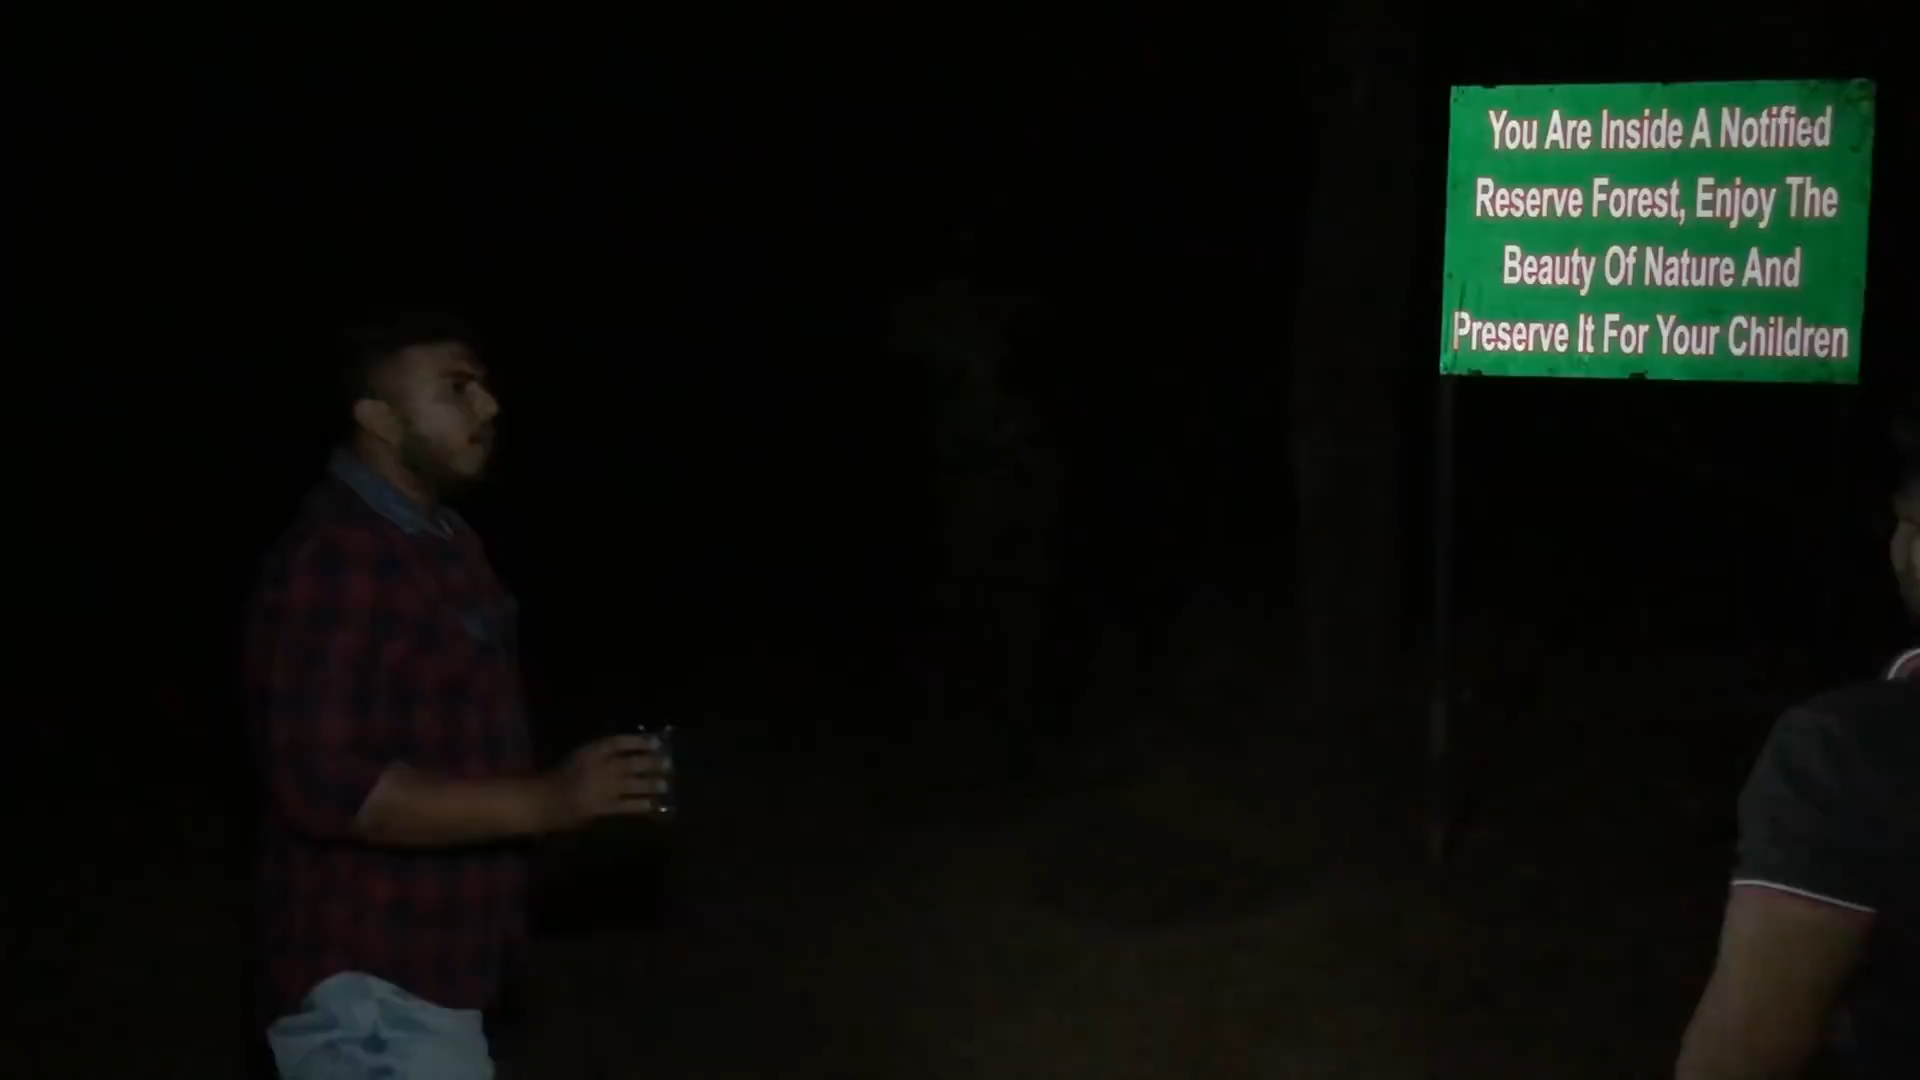 You Are Inside A Notified
Reserve Forest, Enjoy The
Beauty Of Nature And
Preserve It For Your Children